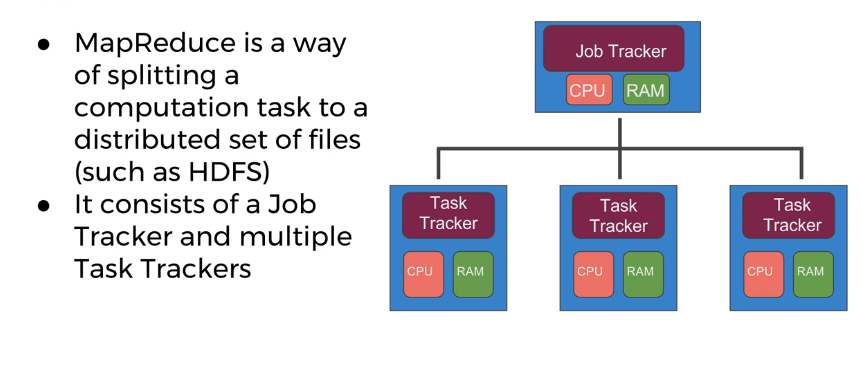 ● MapReduce is a way
of splitting a
computation task to a
distributed set of files
(such as HDFS)
● It consists of a Job
Tracker and multiple
Task Trackers
Job Tracker
CPU RAM
Task
Tracker
CPU RAM
Task
Tracker
CPU RAM
Task
Tracker
CPU RAM